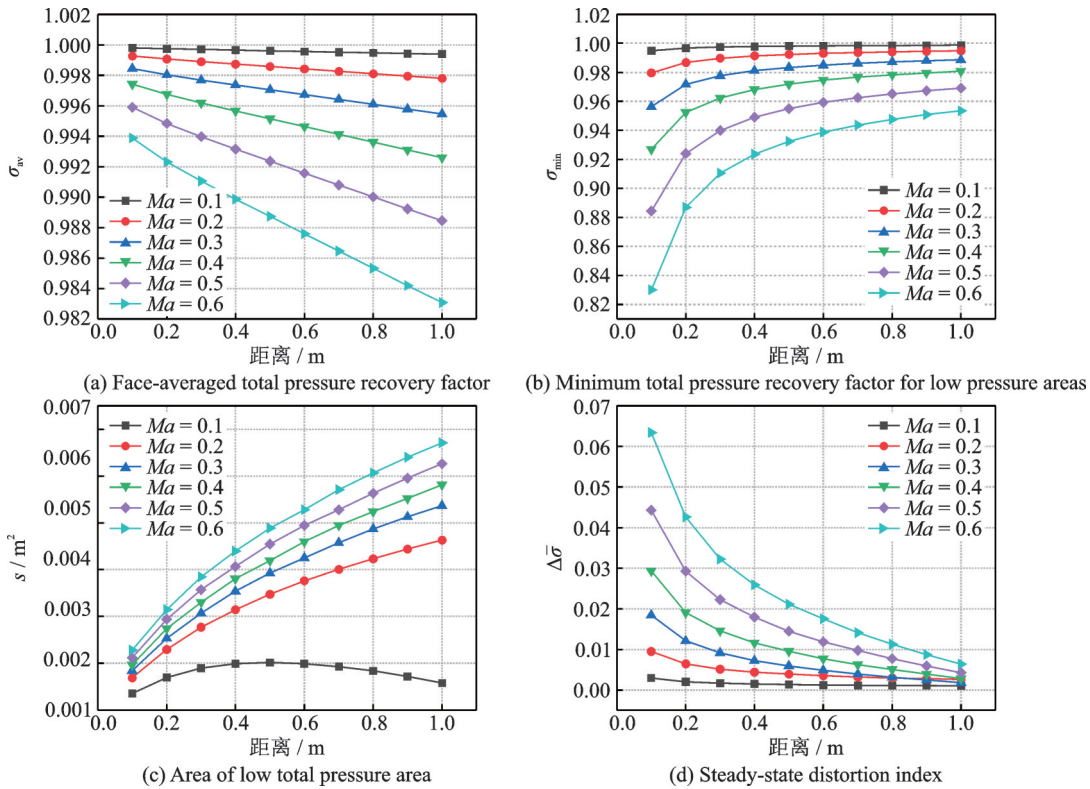 1.002
1.000
0.998
0.996
0.994
0.992
0.990
0.988
0.986
0.984
0.982
σav
Ma = 0.1
Ma = 0.2
Ma = 0.3
Ma = 0.4
Ma = 0.5
Ma = 0.6
0.0 0.2 0.4 0.6 0.8 1.0
距离 / m
(a) Face-averaged total pressure recovery factor
1.02
1.00
0.98
0.96
0.94
0.92
0.90
0.88
0.86
0.84
0.82
σmin
Ma = 0.1
Ma = 0.2
Ma = 0.3
Ma = 0.4
Ma = 0.5
Ma = 0.6
0.0 0.2 0.4 0.6 0.8 1.0
距离 / m
(b) Minimum total pressure recovery factor for low pressure areas
0.007
0.006
0.005
0.004
0.003
0.002
0.001
s / m²
Ma = 0.1
Ma = 0.2
Ma = 0.3
Ma = 0.4
Ma = 0.5
Ma = 0.6
0.0 0.2 0.4 0.6 0.8 1.0
距离 / m
(c) Area of low total pressure area
0.07
0.06
0.05
0.04
0.03
0.02
0.01
0.00
Δσ̄
Ma = 0.1
Ma = 0.2
Ma = 0.3
Ma = 0.4
Ma = 0.5
Ma = 0.6
0.0 0.2 0.4 0.6 0.8 1.0
距离 / m
(d) Steady-state distortion index